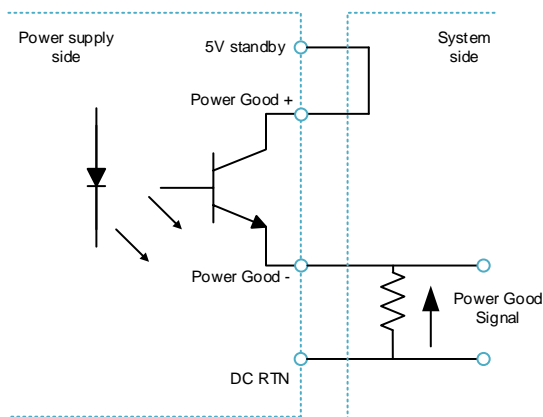 Power supply
side
5V standby
System
side
Power Good +
Power Good -
Power Good
Signal
DC RTN